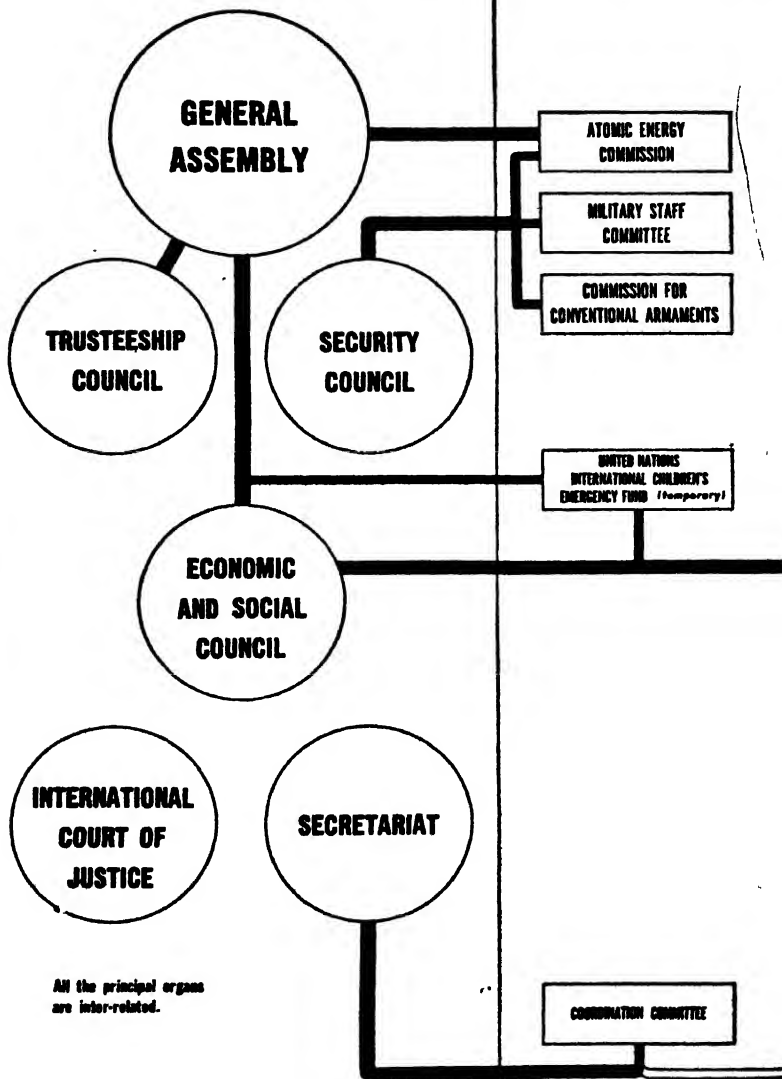 GENERAL
ASSEMBLY
ATOMIC ENERGY
COMMISSION
MILITARY STAFF
COMMITTEE
COMMISSION FOR
CONVENTIONAL ARMAMENTS
TRUSTEESHIP
COUNCIL
SECURITY
COUNCIL
UNITED NATIONS
INTERNATIONAL CHILDREN'S
EMERGENCY FUND (temporary)
ECONOMIC
AND SOCIAL
COUNCIL
INTERNATIONAL
COURT OF
JUSTICE
SECRETARIAT
All the principal organs
are inter-related.
COORDINATION COMMITTEE